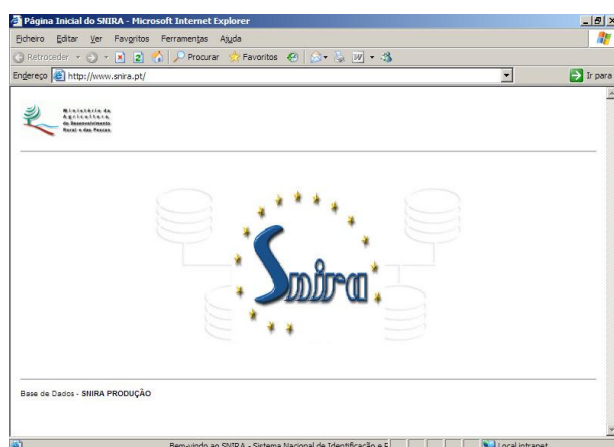 Página Inicial do SNIRA - Microsoft Internet Explorer
Ficheiro Editar Ver Favoritos Ferramentas Ajuda
Retroceder Procurar Favoritos
Endereço http://www.snira.pt/ Ir para
Ministério da
Agricultura,
do Desenvolvimento
Rural e das Pescas
Snira
Base de Dados - SNIRA PRODUÇÃO
Bem-vindo ao SNIRA - Sistema Nacional de Identificação e Local intranet